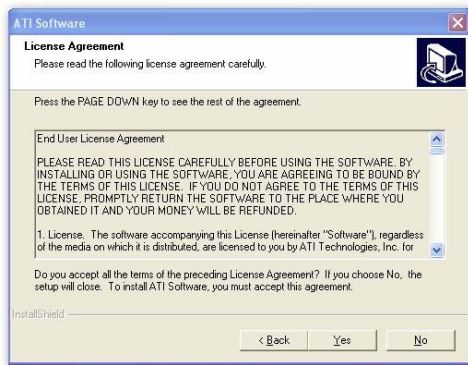 ATI Software
License Agreement
Please read the following license agreement carefully.
Press the PAGE DOWN key to see the rest of the agreement.
End User License Agreement
PLEASE READ THIS LICENSE CAREFULLY BEFORE USING THE SOFTWARE. BY
INSTALLING OR USING THE SOFTWARE, YOU ARE AGREEING TO BE BOUND BY
THE TERMS OF THIS LICENSE. IF YOU DO NOT AGREE TO THE TERMS OF THIS
LICENSE, PROMPTLY RETURN THE SOFTWARE TO THE PLACE WHERE YOU
OBTAINED IT AND YOUR MONEY WILL BE REFUNDED.
1. License. The software accompanying this License (hereinafter "Software"), regardless
of the media on which it is distributed, are licensed to you by ATI Technologies, Inc. for
Do you accept all the terms of the preceding License Agreement? If you choose No, the
setup will close. To install ATI Software, you must accept this agreement.
InstallShield
< Back Yes No